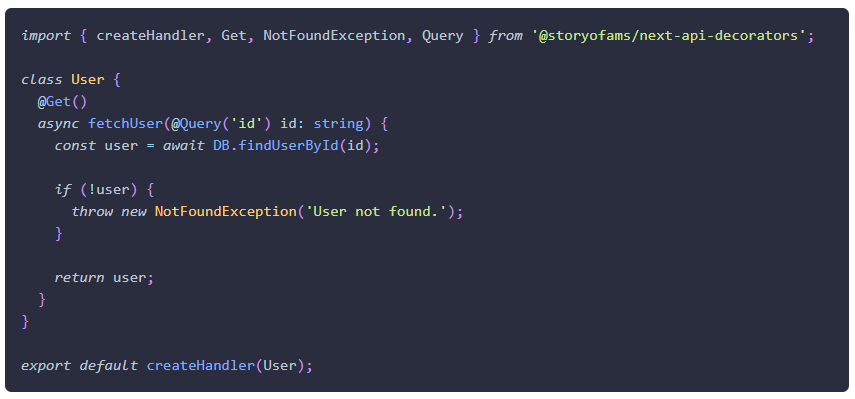 import { createHandler, Get, NotFoundException, Query } from '@storyofams/next-api-decorators';
class User {
@Get()
async fetchUser(@Query('id') id: string) {
const user = await DB.findUserById(id);
if (!user) {
throw new NotFoundException('User not found.');
}
return user;
}
}
export default createHandler(User);